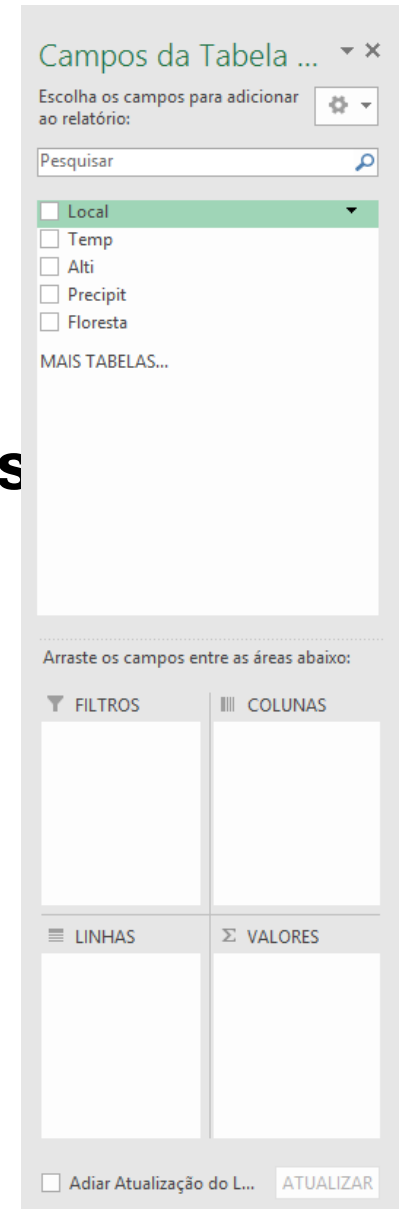 Campos da Tabela ...
Escolha os campos para adicionar
ao relatório:
Pesquisar
Local
Temp
Alti
Precipit
Floresta
MAIS TABELAS...
s
Arraste os campos entre as áreas abaixo:
FILTROS
COLUNAS
LINHAS
Σ VALORES
Adiar Atualização do L...
ATUALIZAR